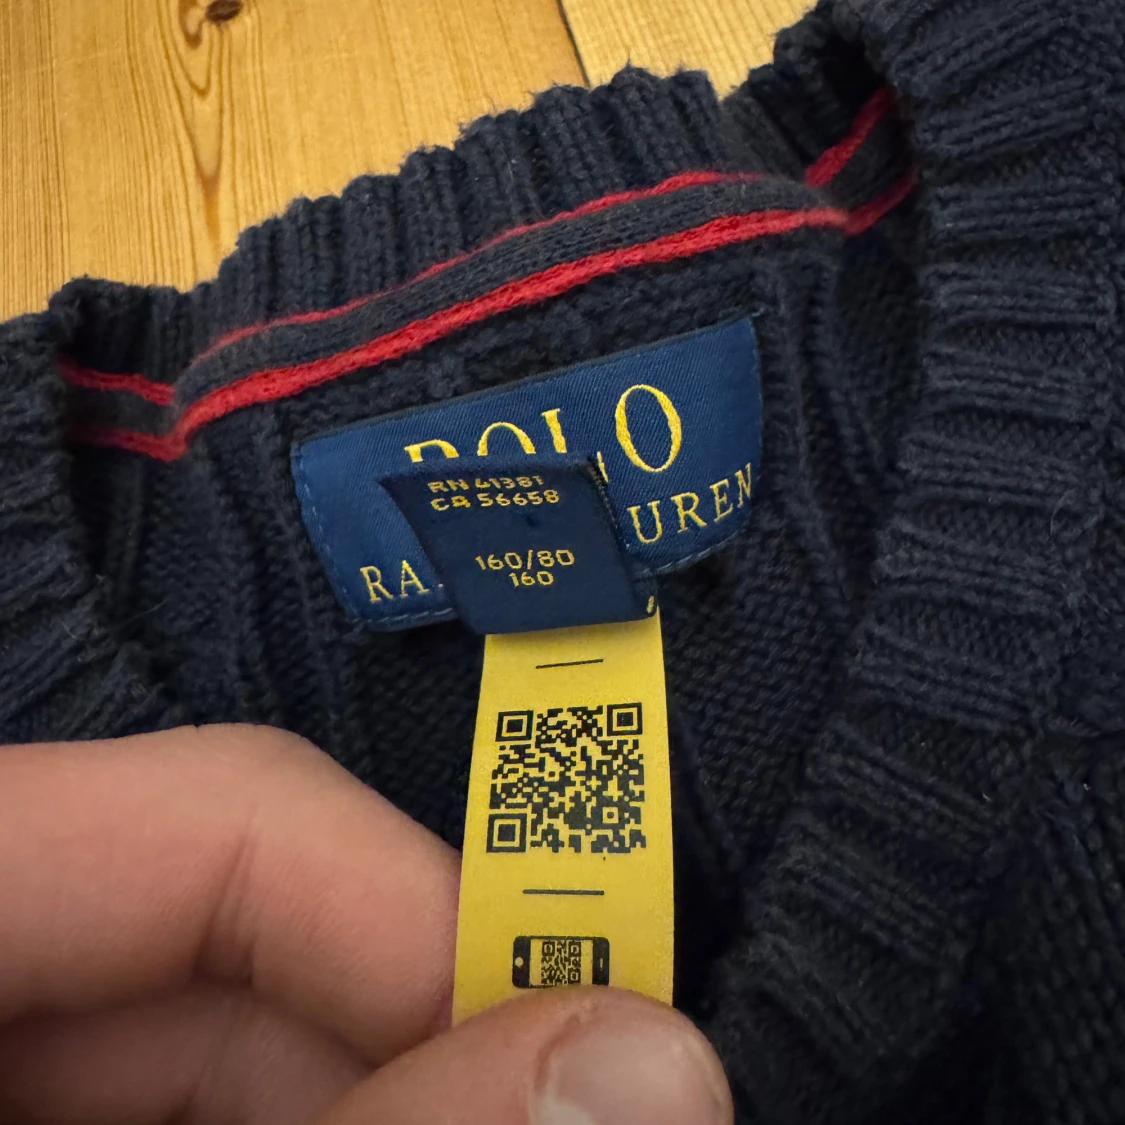 POLO
RN 41381
CA 56658
UREN
RA
160/80
160